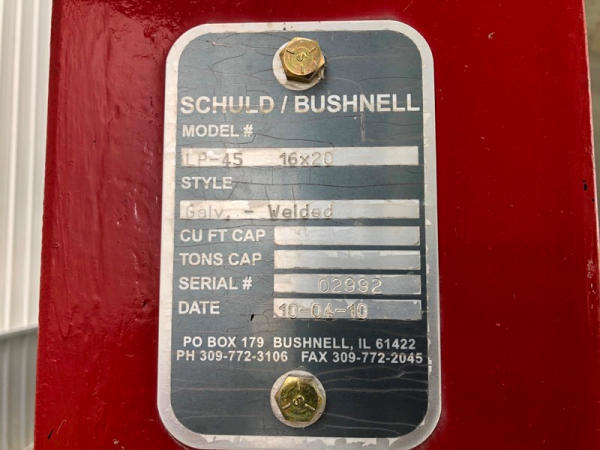 SCHULD / BUSHNELL
MODEL #
LP-45 16x20
STYLE
Galv. - Welded
CU FT CAP
TONS CAP
SERIAL # 02992
DATE 10-04-10
PO BOX 179 BUSHNELL, IL 61422
PH 309-772-3106 FAX 309-772-2045